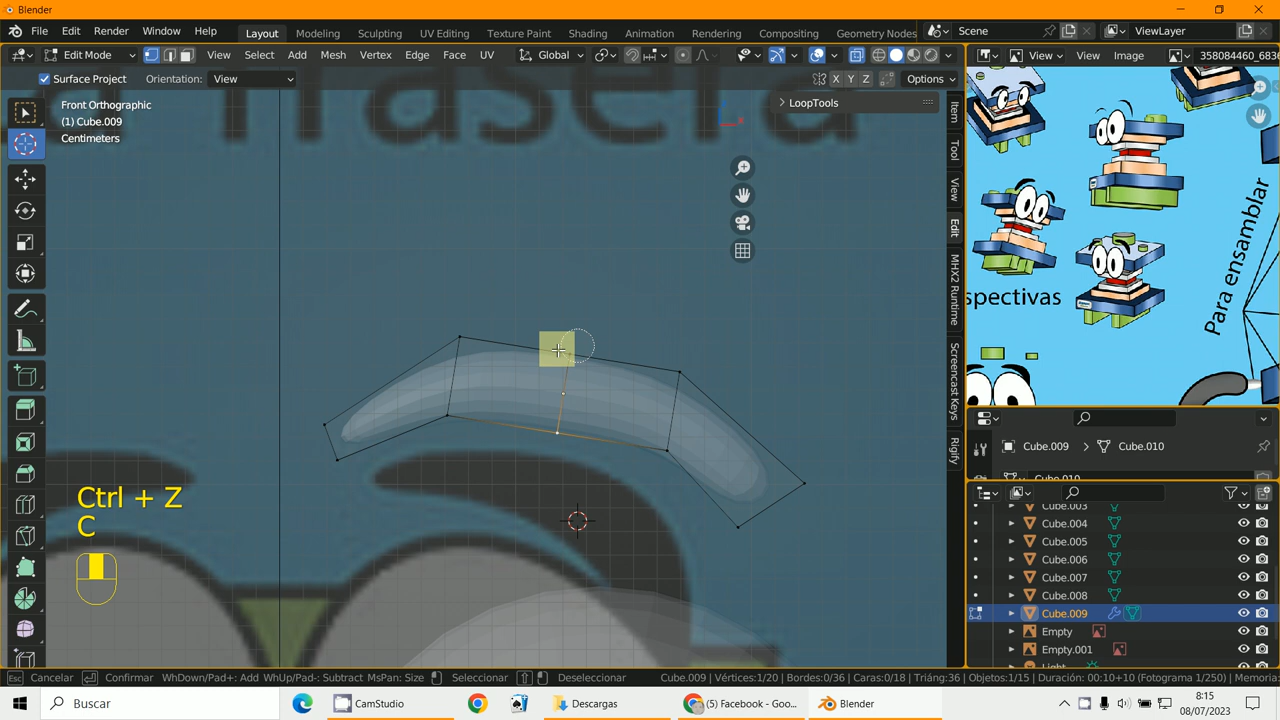 Blender
File Edit Render Window Help
Layout Modeling Sculpting UV Editing Texture Paint Shading Animation Rendering Compositing Geometry Nodes
Scene
ViewLayer
Edit Mode
View Select Add Mesh Vertex Edge Face UV
Global
View
View Image
358084460_6836
Surface Project Orientation: View
X Y Z
Options
Front Orthographic
(1) Cube.009
Centimeters
LoopTools
Item
Tool
View
Edit
MHX2 Runtime
Screencast Keys
Rigify
spectivas
Para ensamblar
Ctrl + Z
C
Cube.009 > Cube.010
Cube.010
Cube.003
Cube.004
Cube.005
Cube.006
Cube.007
Cube.008
Cube.009
Empty
Empty.001
Light
Esc Cancelar Confirmar WhDown/Pad+: Add WhUp/Pad-: Subtract MsPan: Size Seleccionar Deseleccionar
Cube.009 | Vértices:1/20 | Bordes:0/36 | Caras:0/18 | Triáng.:36 | Objetos:1/15 | Duración: 00:10+10 (Fotograma 1/250) | Memoria:
Buscar
CamStudio
Descargas
(5) Facebook - Goo...
Blender
8:15
08/07/2023